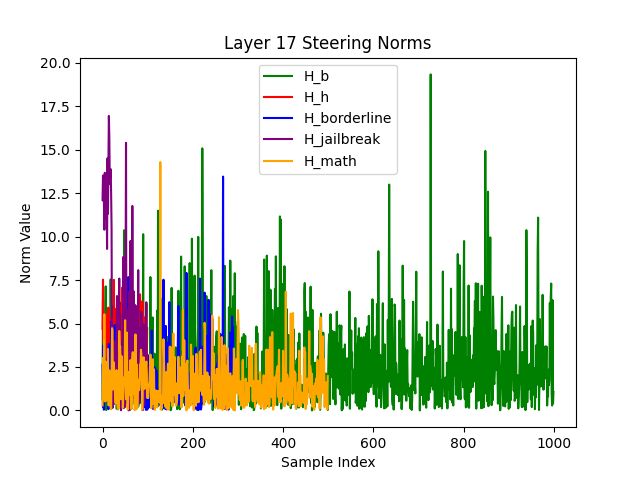 Layer 17 Steering Norms
20.0
17.5
15.0
12.5
10.0
7.5
5.0
2.5
0.0
Norm Value
H_b
H_h
H_borderline
H_jailbreak
H_math
0 200 400 600 800 1000
Sample Index